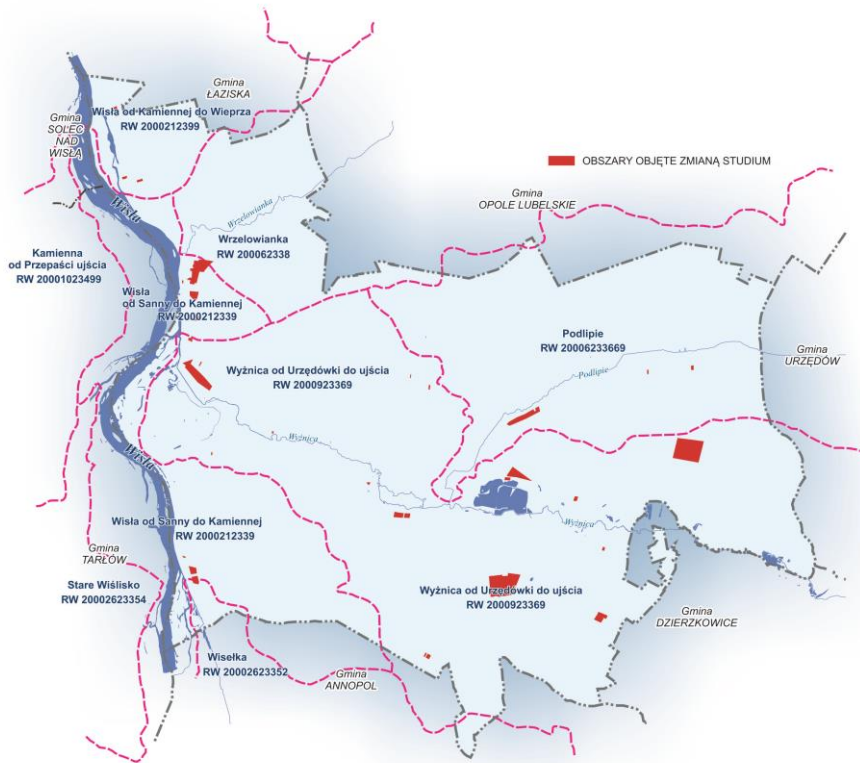 Gmina
ŁAZISKA
Gmina
SOLEC
NAD
WISŁĄ
Wisła od Kamiennej do Wieprza
RW 2000212399
OBSZARY OBJĘTE ZMIANĄ STUDIUM
Gmina
OPOLE LUBELSKIE
Wisła
Wrzelowianka
Wrzelowianka
RW 200062338
Kamienna
od Przepaści ujścia
RW 20001023499
Wisła
od Sanny do Kamiennej
RW 2000212339
Podlipie
RW 20006233669
Gmina
URZĘDÓW
Wyżnica od Urzędówki do ujścia
RW 2000923369
Podlipie
Wyżnica
Wisła
Wisła od Sanny do Kamiennej
RW 2000212339
Wyżnica
Gmina
TARŁÓW
Stare Wiślisko
RW 20002623354
Wyżnica od Urzędówki do ujścia
RW 2000923369
Gmina
DZIERZKOWICE
Wisełka
RW 20002623352
Gmina
ANNOPOL